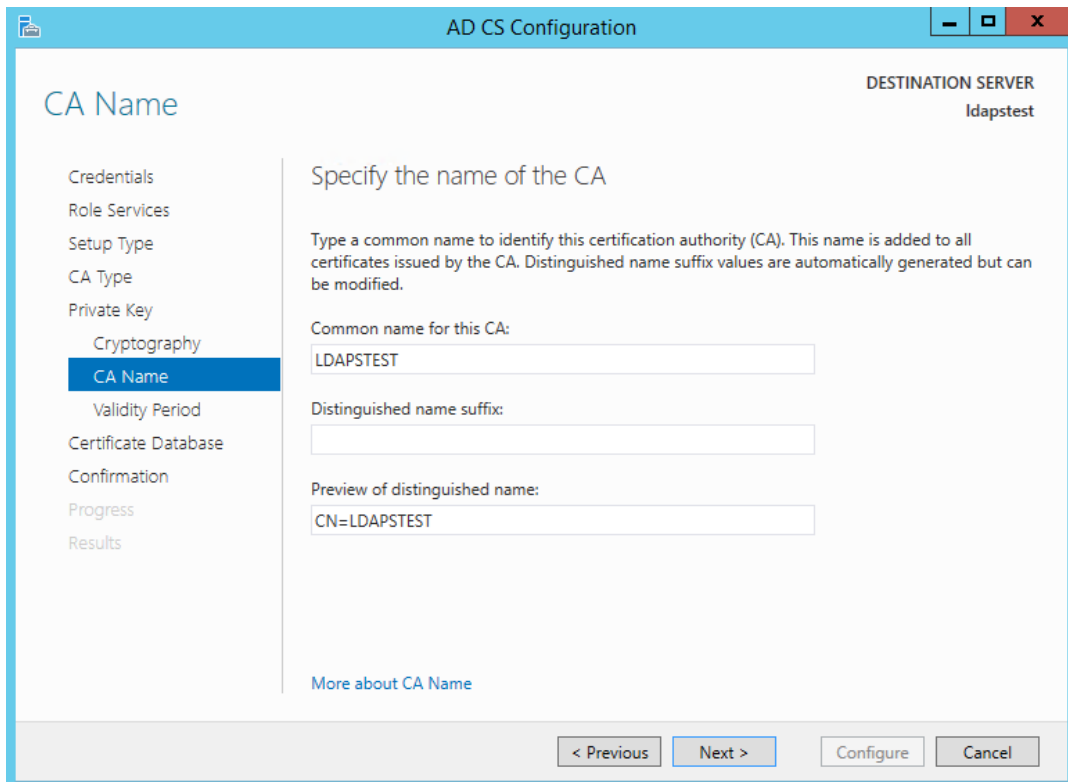 AD CS Configuration
CA Name
DESTINATION SERVER
ldapstest
Credentials
Role Services
Setup Type
CA Type
Private Key
Cryptography
CA Name
Validity Period
Certificate Database
Confirmation
Progress
Results
Specify the name of the CA
Type a common name to identify this certification authority (CA). This name is added to all
certificates issued by the CA. Distinguished name suffix values are automatically generated but can
be modified.
Common name for this CA:
LDAPSTEST
Distinguished name suffix:
Preview of distinguished name:
CN=LDAPSTEST
More about CA Name
< Previous
Next >
Configure
Cancel